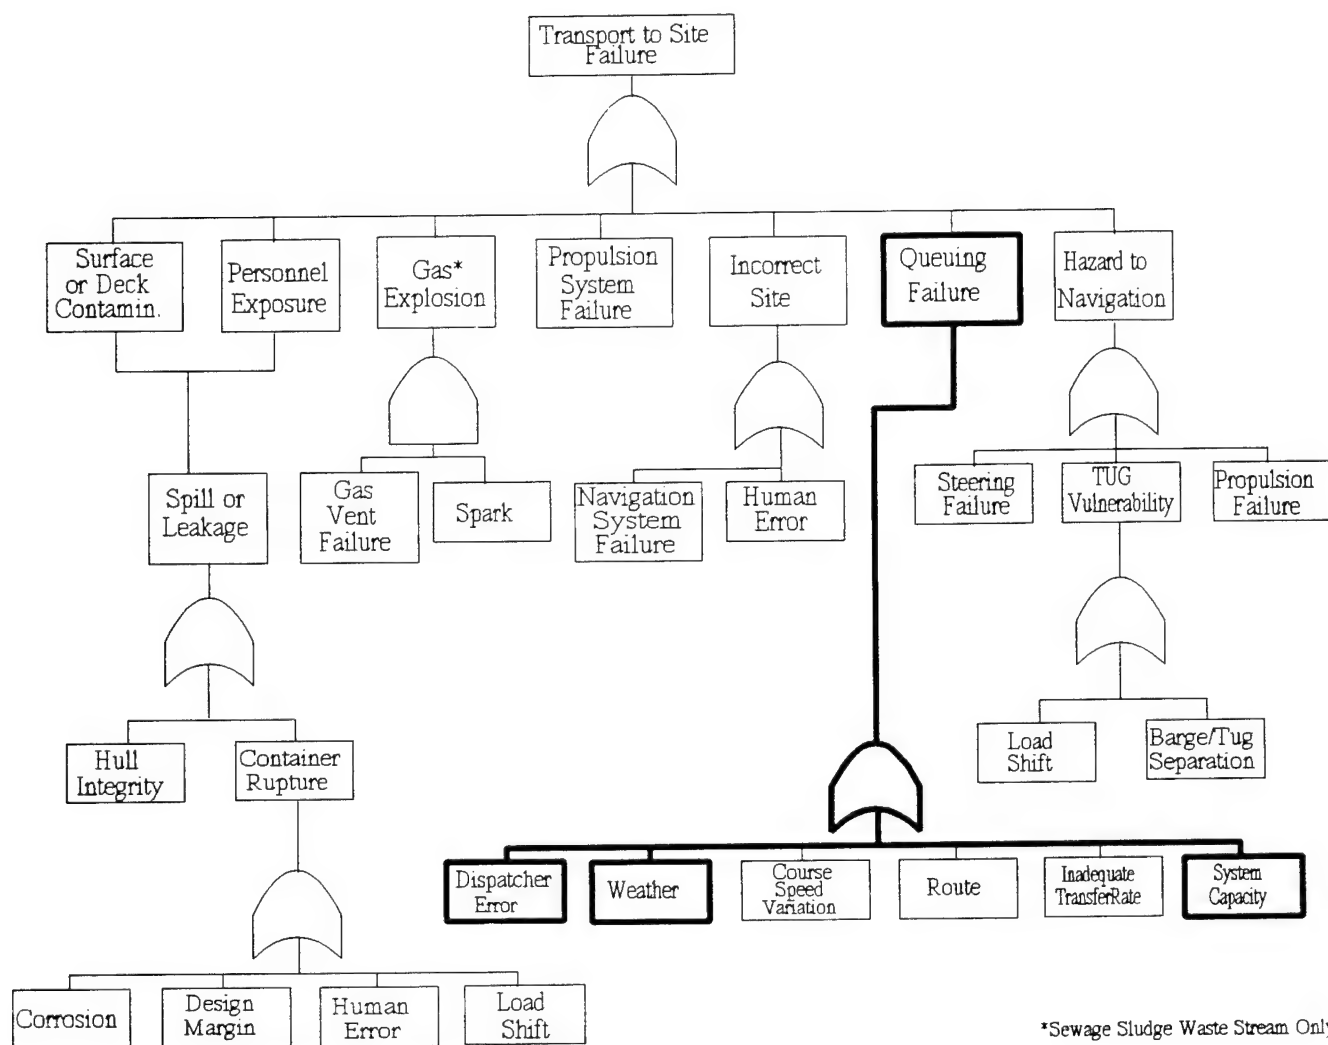 Transport to Site
Failure
Surface
or Deck
Contamin.
Personnel
Exposure
Gas*
Explosion
Propulsion
System
Failure
Incorrect
Site
Queuing
Failure
Hazard to
Navigation
Spill or
Leakage
Gas
Vent
Failure
Spark
Navigation
System
Failure
Human
Error
Steering
Failure
TUG
Vulnerability
Propulsion
Failure
Hull
Integrity
Container
Rupture
Load
Shift
Barge/Tug
Separation
Dispatcher
Error
Weather
Course
Speed
Variation
Route
Inadequate
TransferRate
System
Capacity
Corrosion
Design
Margin
Human
Error
Load
Shift
*Sewage Sludge Waste Stream Only